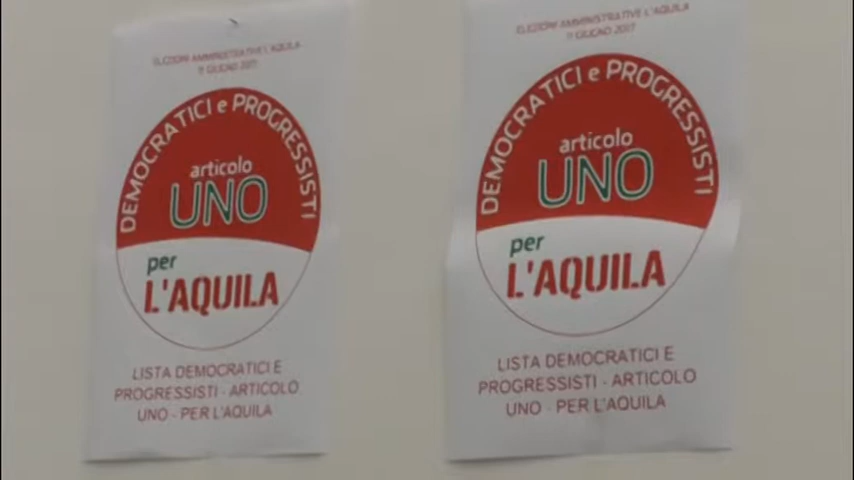 ELEZIONI AMMINISTRATIVE L'AQUILA
11 GIUGNO 2017
DEMOCRATICI e PROGRESSISTI
articolo
UNO
per
L'AQUILA
LISTA DEMOCRATICI E
PROGRESSISTI - ARTICOLO
UNO - PER L'AQUILA
ELEZIONI AMMINISTRATIVE L'AQUILA
11 GIUGNO 2017
DEMOCRATICI e PROGRESSISTI
articolo
UNO
per
L'AQUILA
LISTA DEMOCRATICI E
PROGRESSISTI - ARTICOLO
UNO - PER L'AQUILA